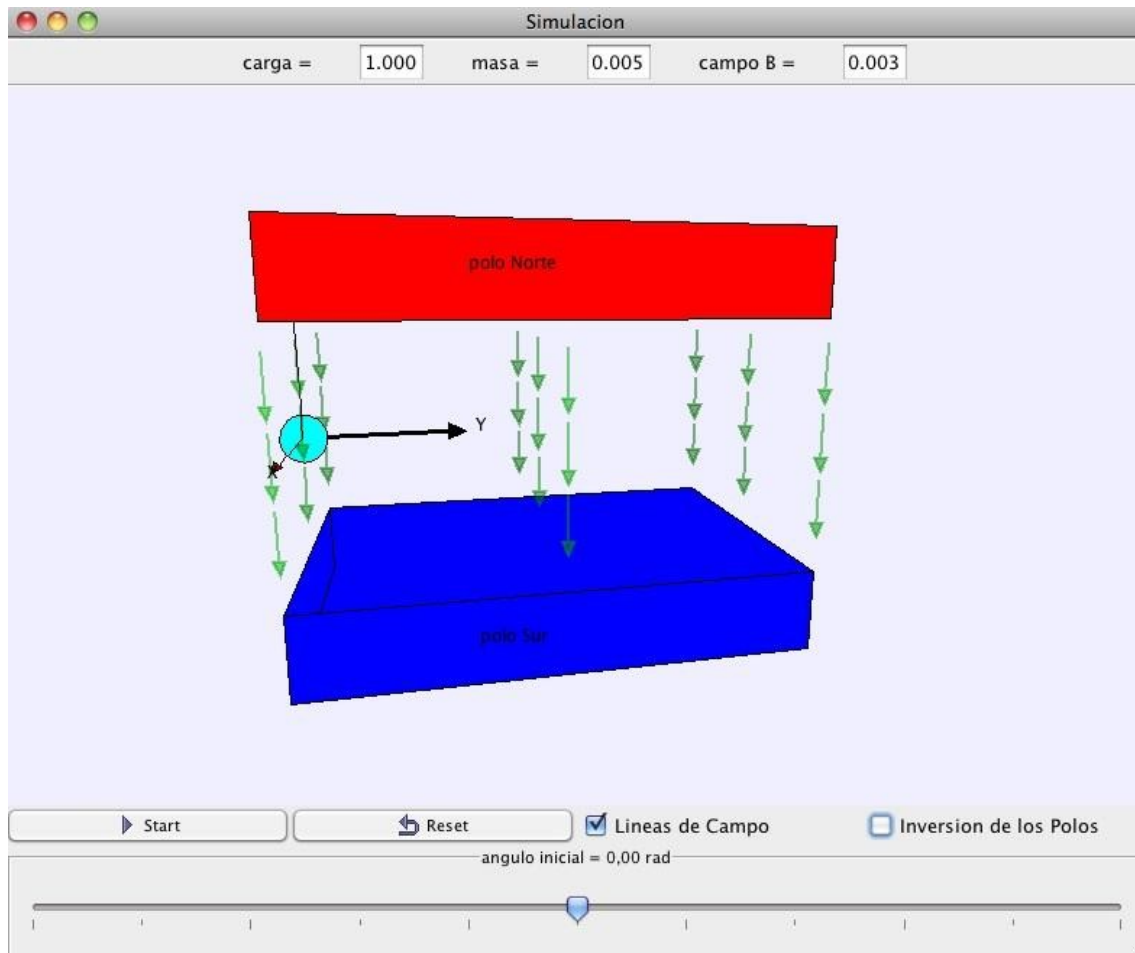 Simulacion
carga = 1.000 masa = 0.005 campo B = 0.003
polo Norte
Y
X
polo Sur
Start Reset Lineas de Campo Inversion de los Polos
angulo inicial = 0,00 rad